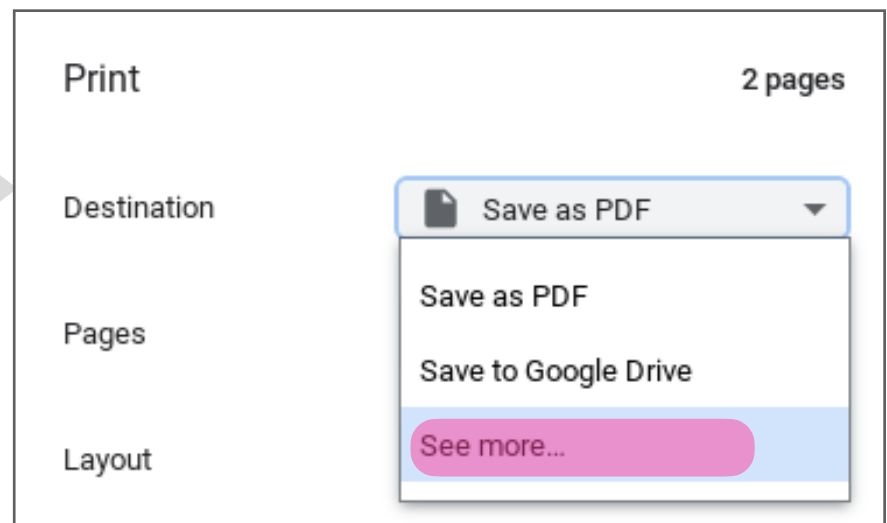 Print
2 pages
Destination
Save as PDF
Save as PDF
Pages
Save to Google Drive
See more...
Layout